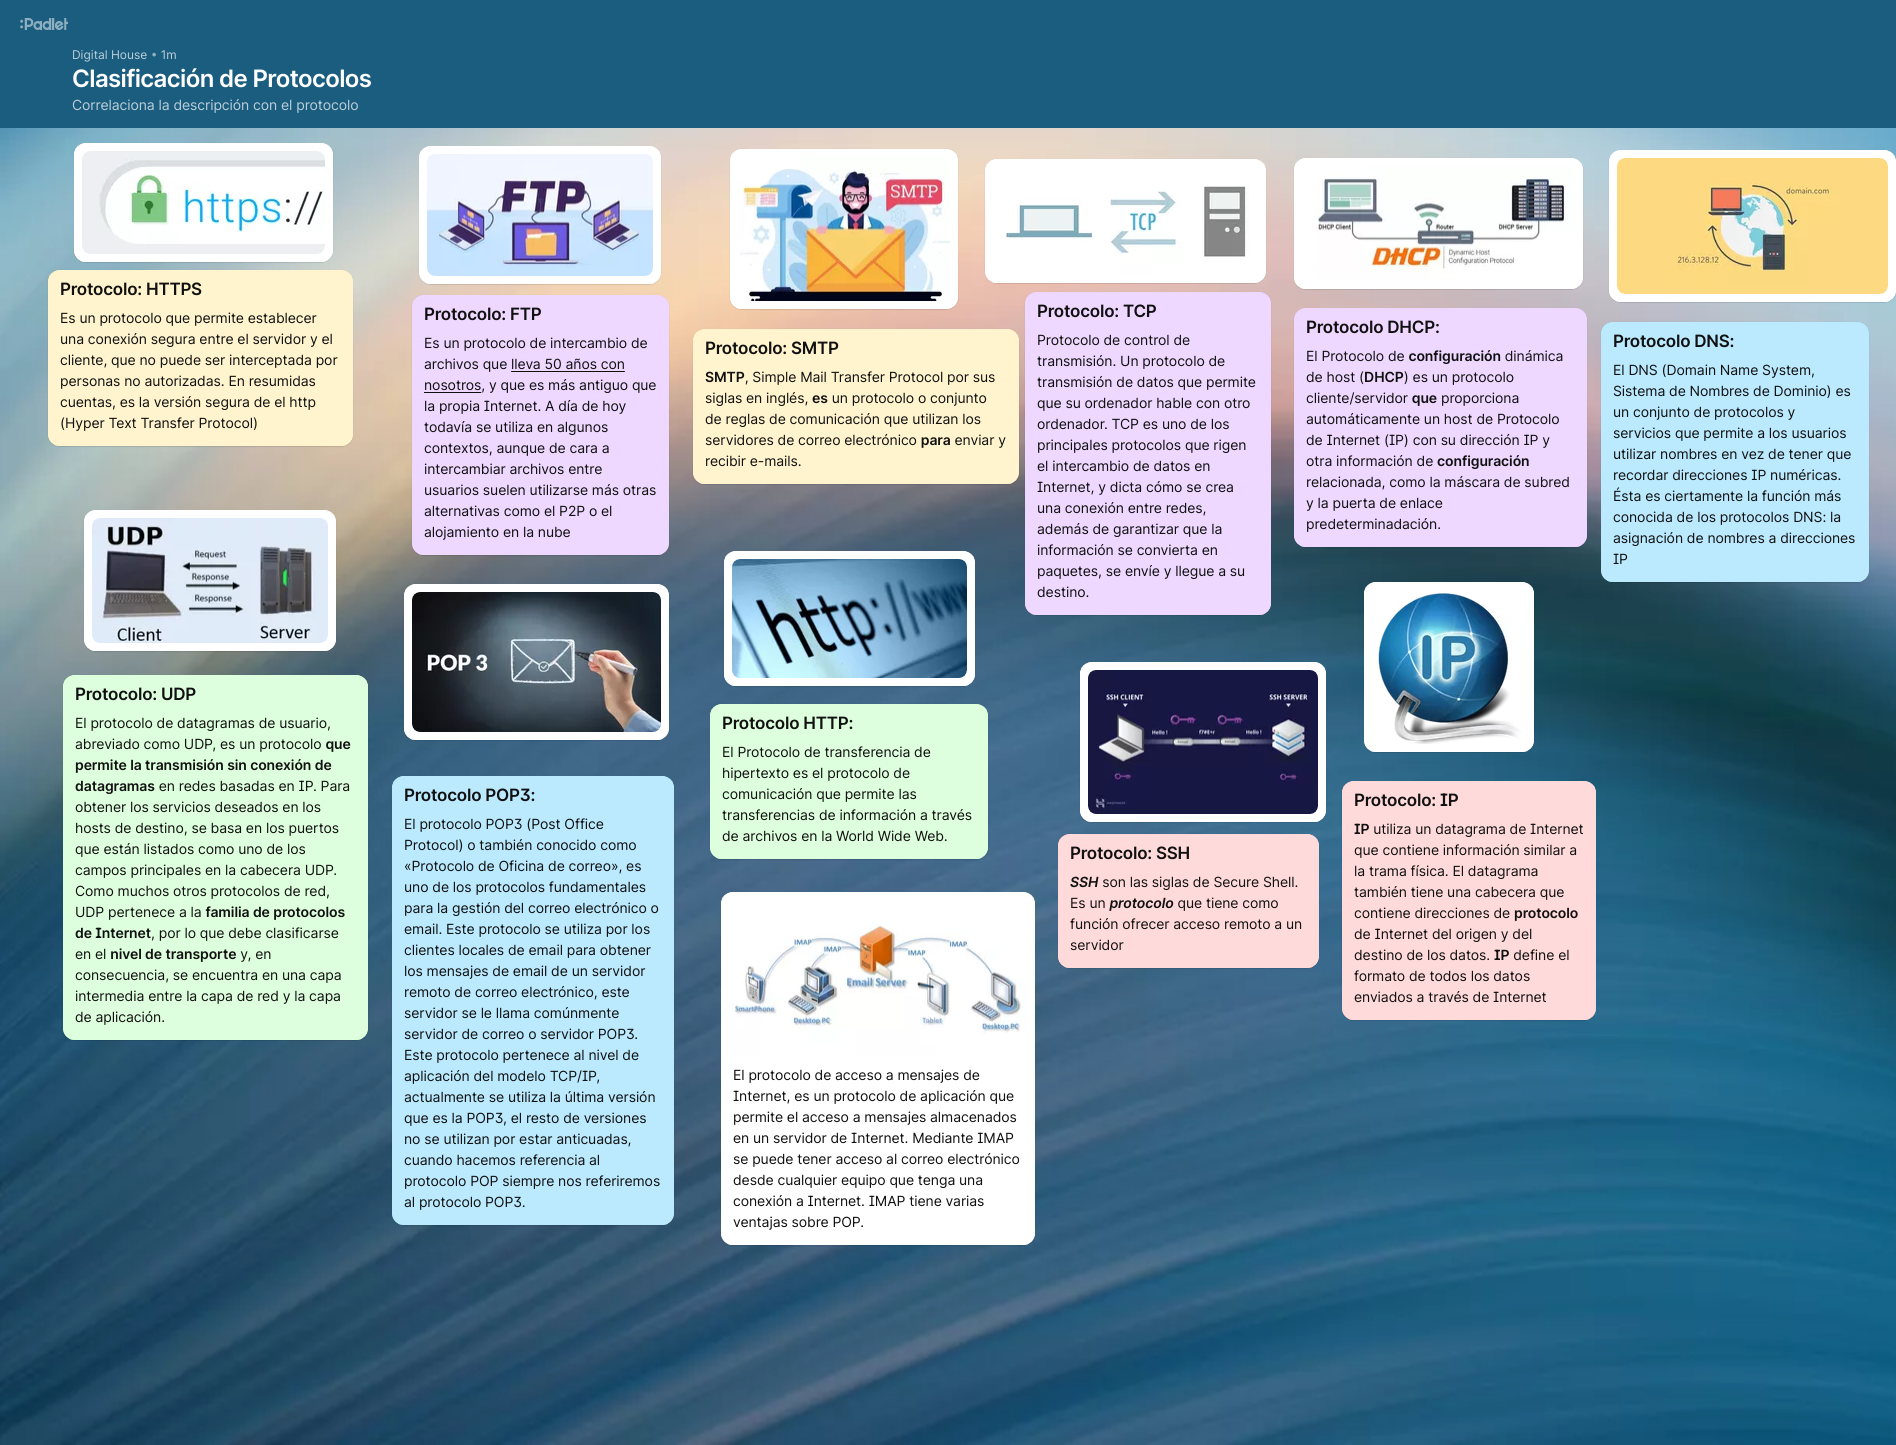 :Padlet
Digital House • 1m
Clasificación de Protocolos
Correlaciona la descripción con el protocolo
https://
Protocolo: HTTPS
Es un protocolo que permite establecer
una conexión segura entre el servidor y el
cliente, que no puede ser interceptada por
personas no autorizadas. En resumidas
cuentas, es la versión segura de el http
(Hyper Text Transfer Protocol)
FTP
Protocolo: FTP
Es un protocolo de intercambio de
archivos que lleva 50 años con
nosotros, y que es más antiguo que
la propia Internet. A día de hoy
todavía se utiliza en algunos
contextos, aunque de cara a
intercambiar archivos entre
usuarios suelen utilizarse más otras
alternativas como el P2P o el
alojamiento en la nube
SMTP
Protocolo: SMTP
SMTP, Simple Mail Transfer Protocol por sus
siglas en inglés, es un protocolo o conjunto
de reglas de comunicación que utilizan los
servidores de correo electrónico para enviar y
recibir e-mails.
TCP
Protocolo: TCP
Protocolo de control de
transmisión. Un protocolo de
transmisión de datos que permite
que su ordenador hable con otro
ordenador. TCP es uno de los
principales protocolos que rigen
el intercambio de datos en
Internet, y dicta cómo se crea
una conexión entre redes,
además de garantizar que la
información se convierta en
paquetes, se envíe y llegue a su
destino.
DHCP Client
Router
DHCP Server
DHCP
Dynamic Host
Configuration Protocol
Protocolo DHCP:
El Protocolo de configuración dinámica
de host (DHCP) es un protocolo
cliente/servidor que proporciona
automáticamente un host de Protocolo
de Internet (IP) con su dirección IP y
otra información de configuración
relacionada, como la máscara de subred
y la puerta de enlace
predeterminadación.
domain.com
216.3.128.12
Protocolo DNS:
El DNS (Domain Name System,
Sistema de Nombres de Dominio) es
un conjunto de protocolos y
servicios que permite a los usuarios
utilizar nombres en vez de tener que
recordar direcciones IP numéricas.
Ésta es ciertamente la función más
conocida de los protocolos DNS: la
asignación de nombres a direcciones
IP
UDP
Request
Response
Response
Client
Server
Protocolo: UDP
El protocolo de datagramas de usuario,
abreviado como UDP, es un protocolo que
permite la transmisión sin conexión de
datagramas en redes basadas en IP. Para
obtener los servicios deseados en los
hosts de destino, se basa en los puertos
que están listados como uno de los
campos principales en la cabecera UDP.
Como muchos otros protocolos de red,
UDP pertenece a la familia de protocolos
de Internet, por lo que debe clasificarse
en el nivel de transporte y, en
consecuencia, se encuentra en una capa
intermedia entre la capa de red y la capa
de aplicación.
POP 3
Protocolo POP3:
El protocolo POP3 (Post Office
Protocol) o también conocido como
«Protocolo de Oficina de correo», es
uno de los protocolos fundamentales
para la gestión del correo electrónico o
email. Este protocolo se utiliza por los
clientes locales de email para obtener
los mensajes de email de un servidor
remoto de correo electrónico, este
servidor se le llama comúnmente
servidor de correo o servidor POP3.
Este protocolo pertenece al nivel de
aplicación del modelo TCP/IP,
actualmente se utiliza la última versión
que es la POP3, el resto de versiones
no se utilizan por estar anticuadas,
cuando hacemos referencia al
protocolo POP siempre nos referiremos
al protocolo POP3.
http://www
Protocolo HTTP:
El Protocolo de transferencia de
hipertexto es el protocolo de
comunicación que permite las
transferencias de información a través
de archivos en la World Wide Web.
IMAP
IMAP
IMAP
IMAP
Email Server
SmartPhone
Desktop PC
Tablet
Desktop PC
El protocolo de acceso a mensajes de
Internet, es un protocolo de aplicación que
permite el acceso a mensajes almacenados
en un servidor de Internet. Mediante IMAP
se puede tener acceso al correo electrónico
desde cualquier equipo que tenga una
conexión a Internet. IMAP tiene varias
ventajas sobre POP.
SSH CLIENT
SSH SERVER
Hello !
Hello !
Protocolo: SSH
SSH son las siglas de Secure Shell.
Es un protocolo que tiene como
función ofrecer acceso remoto a un
servidor
IP
Protocolo: IP
IP utiliza un datagrama de Internet
que contiene información similar a
la trama física. El datagrama
también tiene una cabecera que
contiene direcciones de protocolo
de Internet del origen y del
destino de los datos. IP define el
formato de todos los datos
enviados a través de Internet